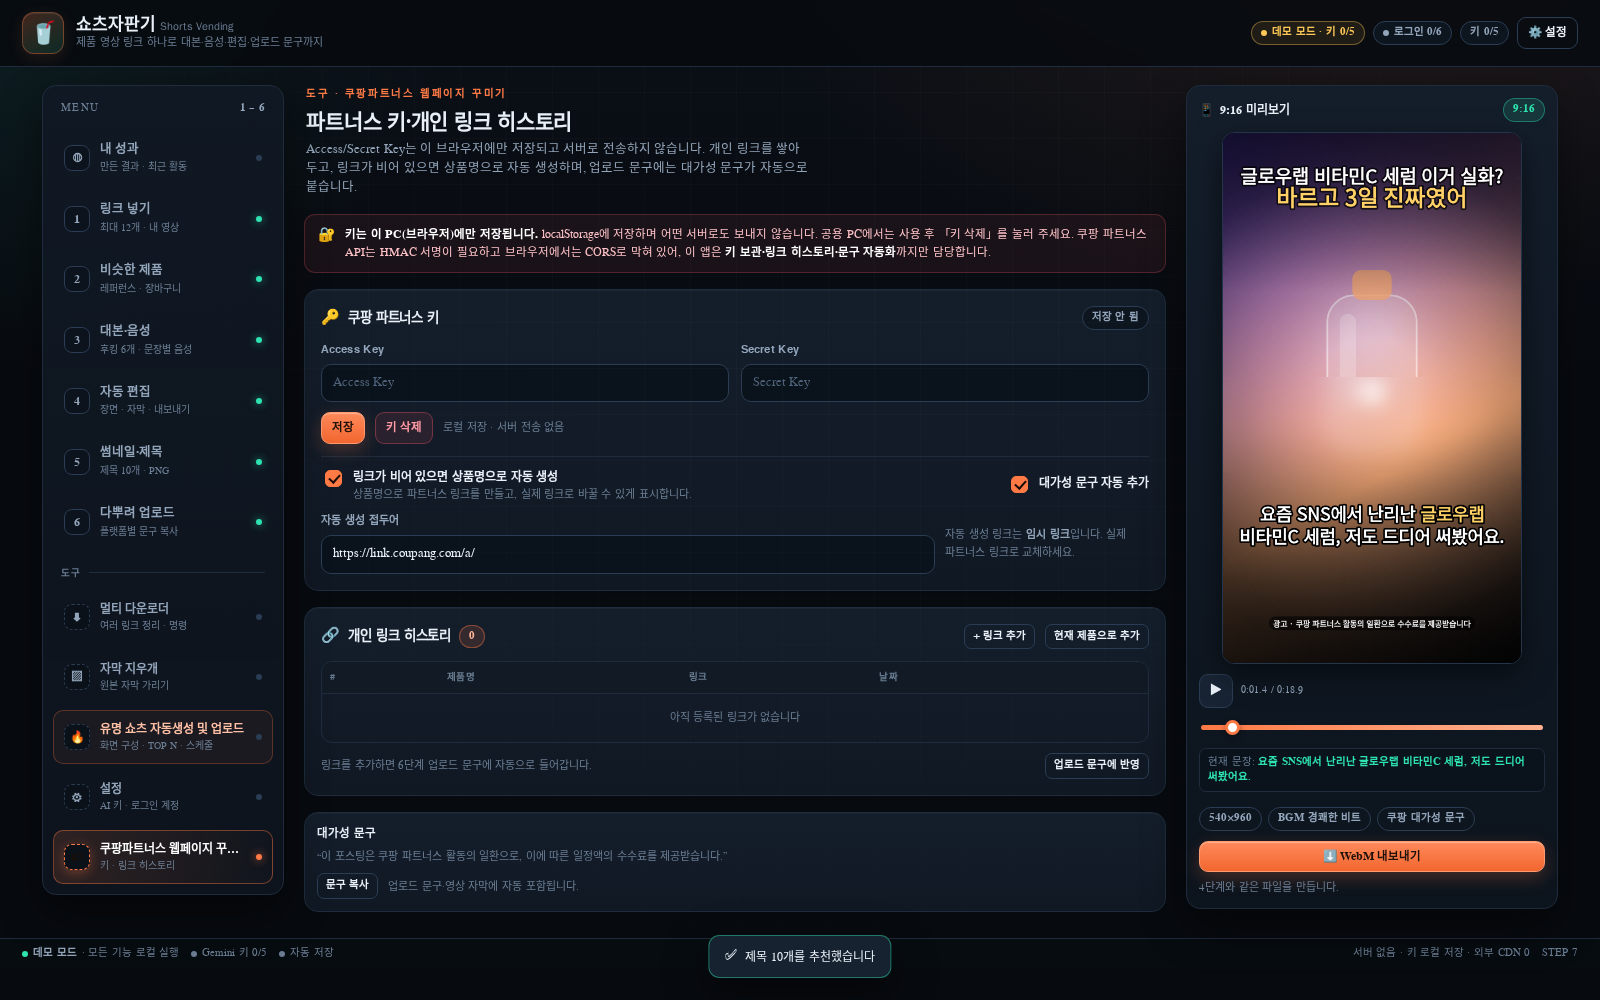 쇼츠자판기 Shorts Vending
제품 영상 링크 하나로 대본·음성·편집·업로드 문구까지
데모 모드 · 키 0/5
로그인 0/6
키 0/5
설정
MENU
1 – 6
내 성과
만든 결과 · 최근 활동
1
링크 넣기
최대 12개 · 내 영상
2
비슷한 제품
레퍼런스 · 장바구니
3
대본·음성
후킹 6개 · 문장별 음성
4
자동 편집
장면 · 자막 · 내보내기
5
썸네일·제목
제목 10개 · PNG
6
다뿌려 업로드
플랫폼별 문구 복사
도구
멀티 다운로더
여러 링크 정리 · 명령
자막 지우개
원본 자막 가리기
유명 쇼츠 자동생성 및 업로드
화면 구성 · TOP N · 스케줄
설정
AI 키 · 로그인 계정
쿠팡파트너스 웹페이지 꾸…
키 · 링크 히스토리
도구 · 쿠팡파트너스 웹페이지 꾸미기
파트너스 키·개인 링크 히스토리
Access/Secret Key는 이 브라우저에만 저장되고 서버로 전송하지 않습니다. 개인 링크를 쌓아
두고, 링크가 비어 있으면 상품명으로 자동 생성하며, 업로드 문구에는 대가성 문구가 자동으로
붙습니다.
키는 이 PC(브라우저)에만 저장됩니다. localStorage에 저장하며 어떤 서버로도 보내지 않습니다. 공용 PC에서는 사용 후 「키 삭제」를 눌러 주세요. 쿠팡 파트너스
API는 HMAC 서명이 필요하고 브라우저에서는 CORS로 막혀 있어, 이 앱은 키 보관·링크 히스토리·문구 자동화까지만 담당합니다.
쿠팡 파트너스 키
저장 안 됨
Access Key
Secret Key
Access Key
Secret Key
저장
키 삭제
로컬 저장 · 서버 전송 없음
링크가 비어 있으면 상품명으로 자동 생성
상품명으로 파트너스 링크를 만들고, 실제 링크로 바꿀 수 있게 표시합니다.
대가성 문구 자동 추가
자동 생성 접두어
https://link.coupang.com/a/
자동 생성 링크는 임시 링크입니다. 실제
파트너스 링크로 교체하세요.
개인 링크 히스토리 0
+ 링크 추가
현재 제품으로 추가
# 제품명 링크 날짜
아직 등록된 링크가 없습니다
링크를 추가하면 6단계 업로드 문구에 자동으로 들어갑니다.
업로드 문구에 반영
대가성 문구
“이 포스팅은 쿠팡 파트너스 활동의 일환으로, 이에 따른 일정액의 수수료를 제공받습니다.”
문구 복사
업로드 문구·영상 자막에 자동 포함됩니다.
9:16 미리보기
9:16
글로우랩 비타민C 세럼 이거 실화?
바르고 3일 진짜였어
요즘 SNS에서 난리난 글로우랩
비타민C 세럼, 저도 드디어 써봤어요.
광고 · 쿠팡 파트너스 활동의 일환으로 수수료를 제공받습니다
0:01.4 / 0:18.9
현재 문장: 요즘 SNS에서 난리난 글로우랩 비타민C 세럼, 저도 드디어
써봤어요.
540×960
BGM 경쾌한 비트
쿠팡 대가성 문구
WebM 내보내기
4단계와 같은 파일을 만듭니다.
데모 모드 · 모든 기능 로컬 실행
Gemini 키 0/5
자동 저장
제목 10개를 추천했습니다
서버 없음 · 키 로컬 저장 · 외부 CDN 0
STEP 7